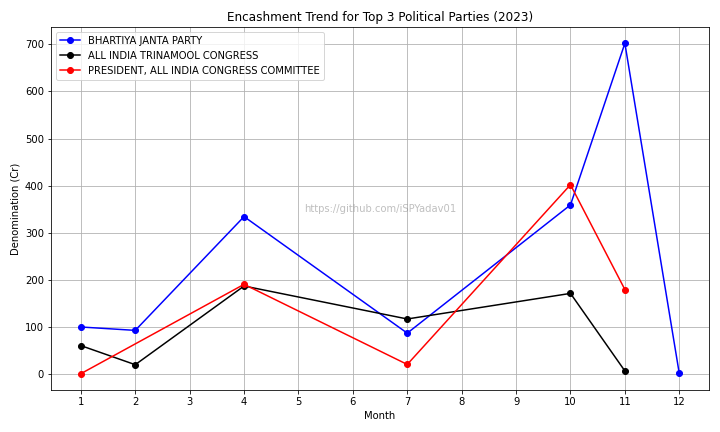 Encashment Trend for Top 3 Political Parties (2023)
BHARTIYA JANTA PARTY
ALL INDIA TRINAMOOL CONGRESS
PRESIDENT, ALL INDIA CONGRESS COMMITTEE
700
600
500
400
300
200
100
0
Denomination (Cr)
https://github.com/iSPYadav01
1 2 3 4 5 6 7 8 9 10 11 12
Month